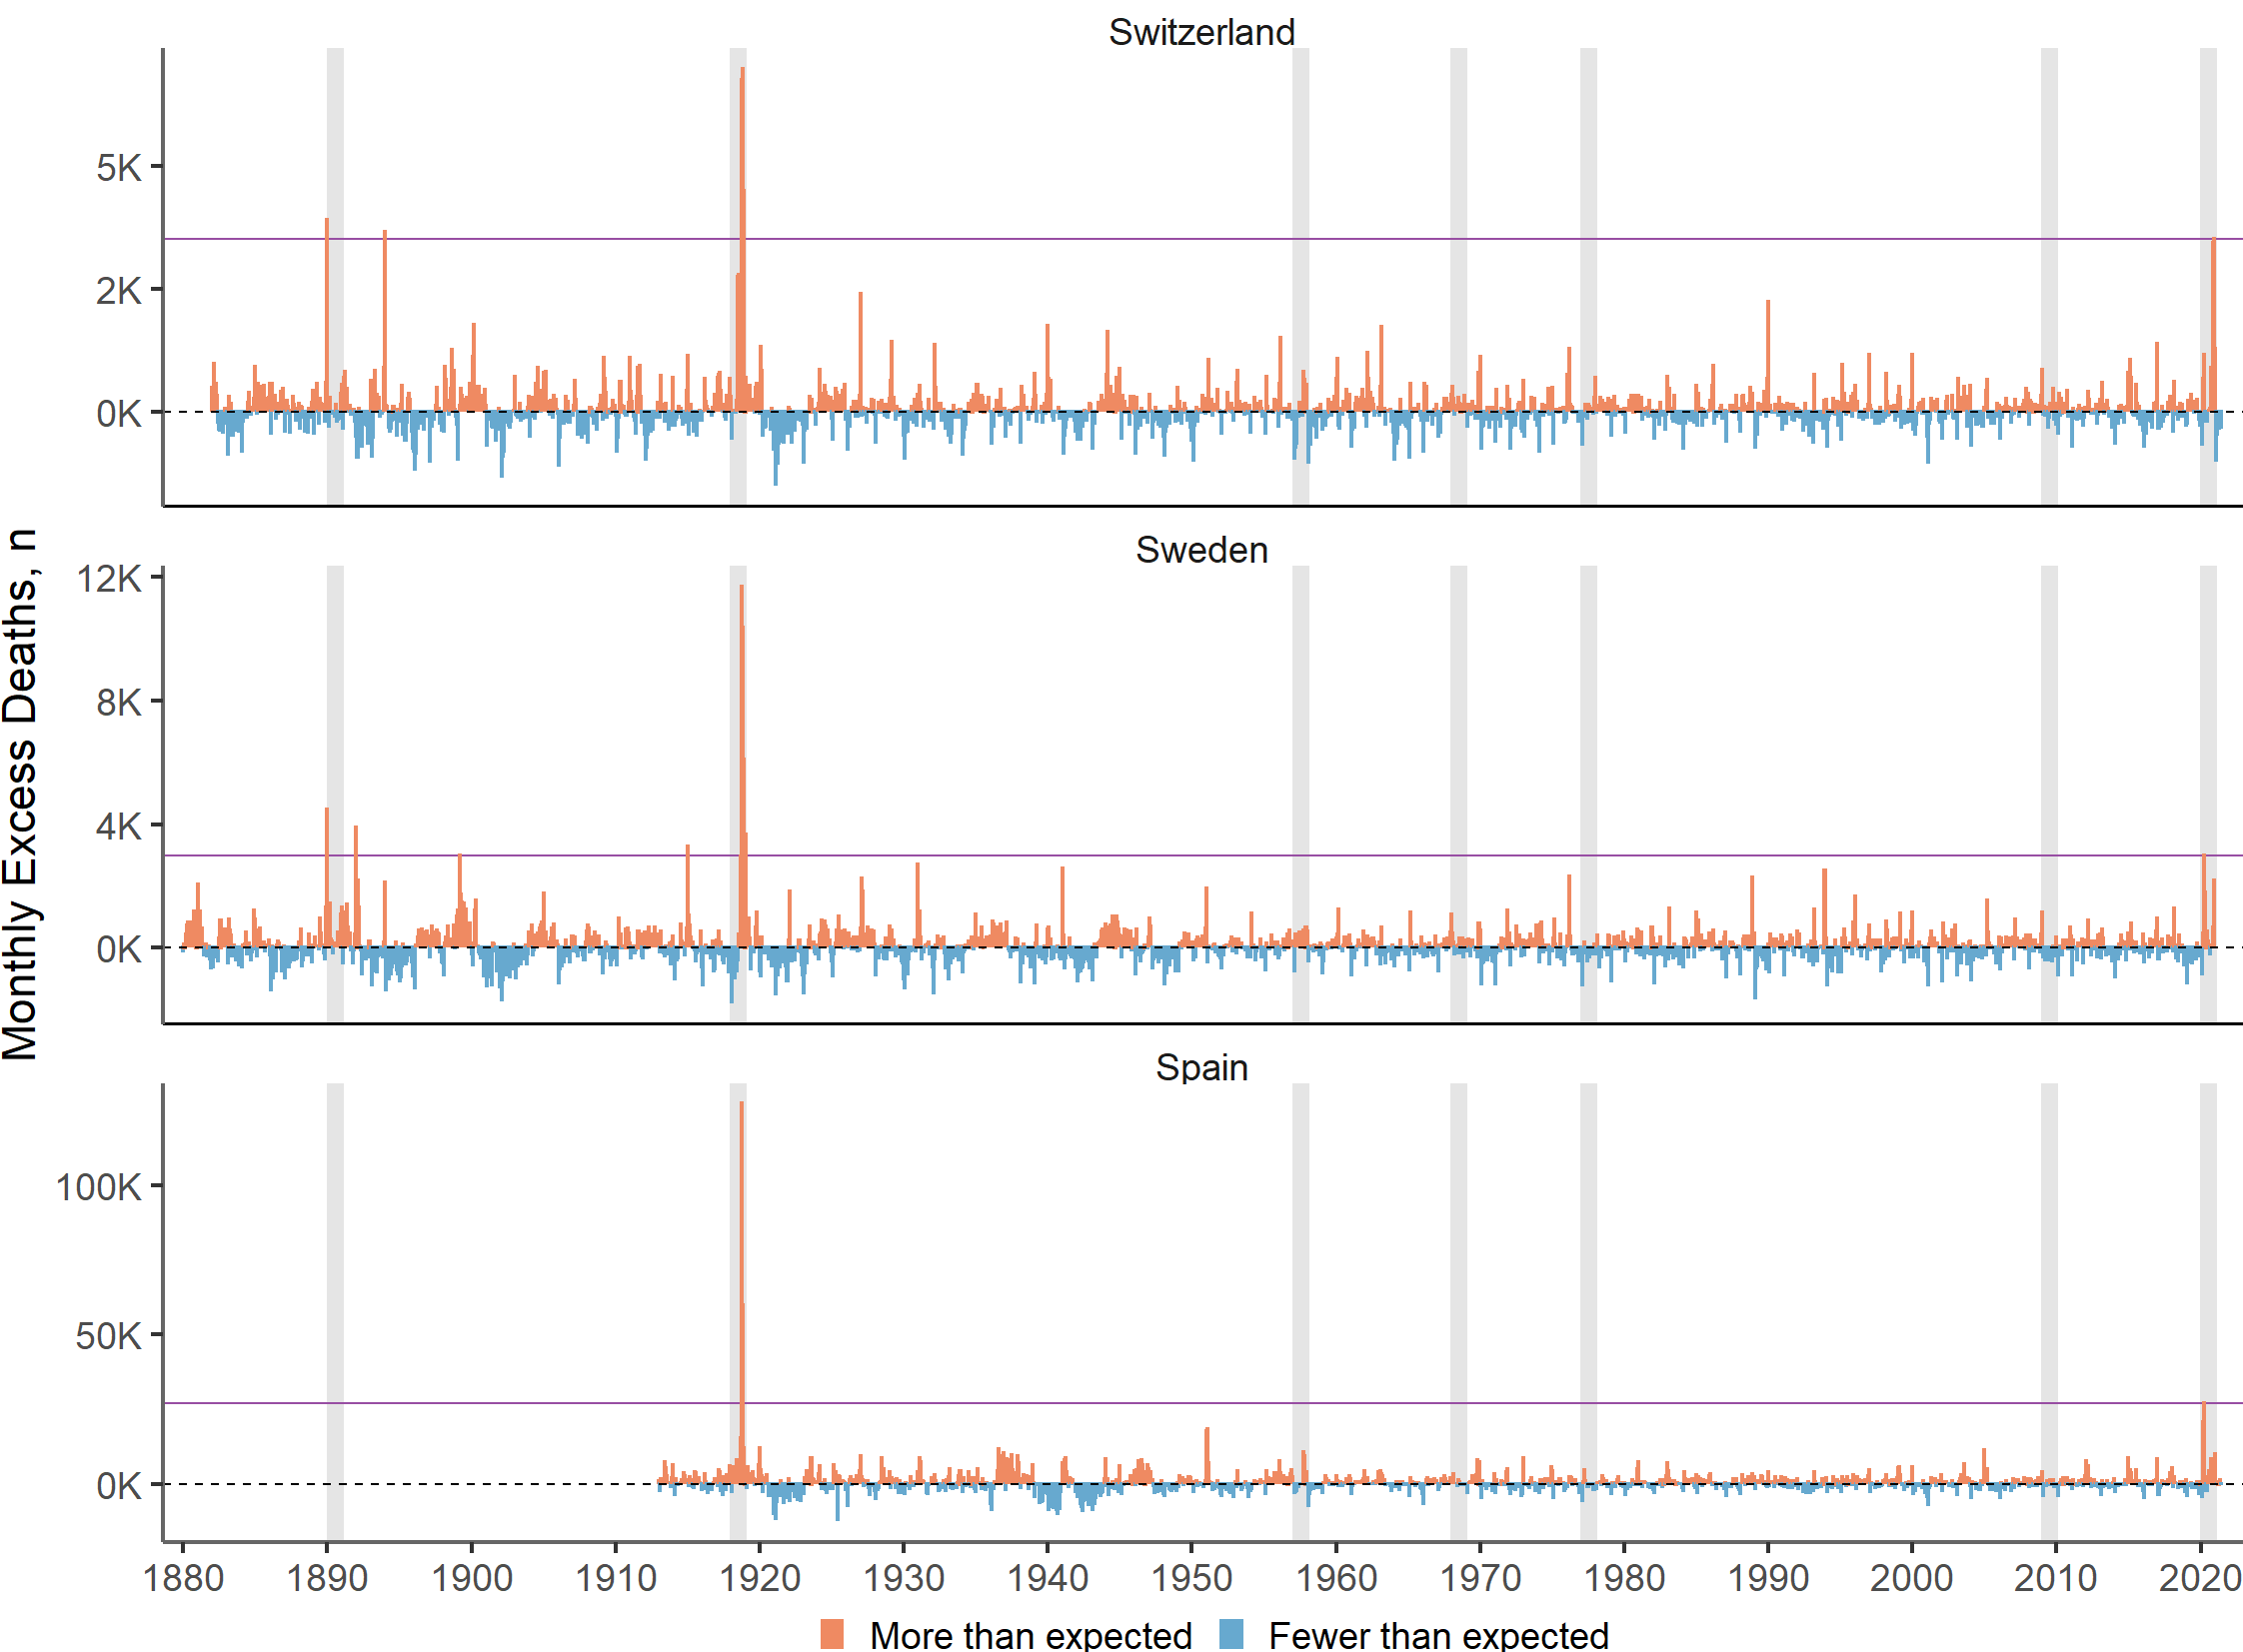 Switzerland
5K
2K
0K
Monthly Excess Deaths, n
Sweden
12K
8K
4K
0K
Spain
100K
50K
0K
1880 1890 1900 1910 1920 1930 1940 1950 1960 1970 1980 1990 2000 2010 2020
More than expected Fewer than expected